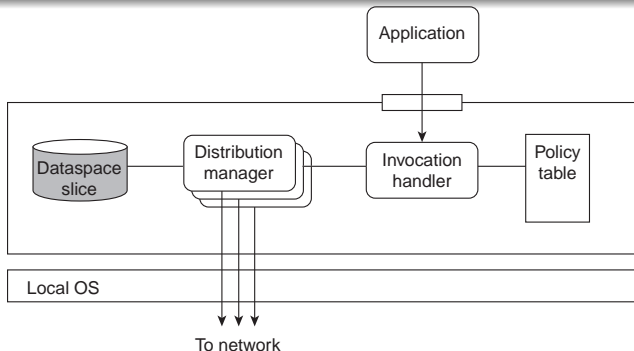 Application
Dataspace
slice
Distribution
manager
Invocation
handler
Policy
table
Local OS
To network